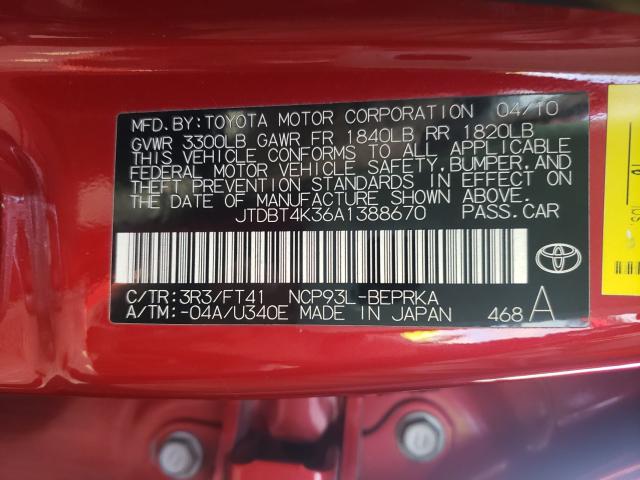 MFD.BY:TOYOTA MOTOR CORPORATION 04/10
GVWR 3300LB GAWR FR 1840LB RR 1820LB
THIS VEHICLE CONFORMS TO ALL APPLICABLE
FEDERAL MOTOR VEHICLE SAFETY,BUMPER,AND
THEFT PREVENTION STANDARDS IN EFFECT ON
THE DATE OF MANUFACTURE SHOWN ABOVE.
JTDBT4K36A1388670 PASS.CAR
C/TR:3R3/FT41 NCP93L-BEPRKA
A/TM:-04A/U340E MADE IN JAPAN 468 A